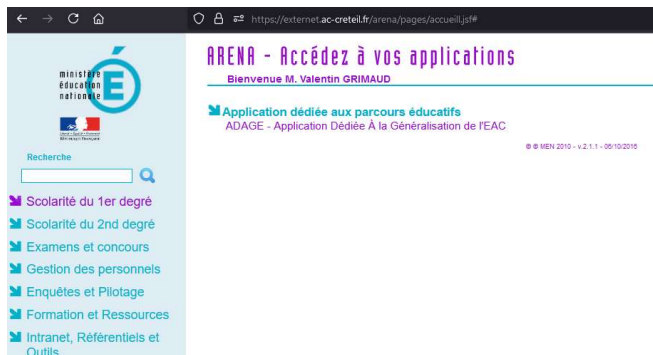 https://externet.ac-creteil.fr/arena/pages/accueill.jsf#
ministère
éducation
nationale
ARENA - Accédez à vos applications
Bienvenue M. Valentin GRIMAUD
Application dédiée aux parcours éducatifs
ADAGE - Application Dédiée À la Généralisation de l'EAC
© @ MEN 2010 - v.2.1.1 - 05/10/2015
Recherche
Scolarité du 1er degré
Scolarité du 2nd degré
Examens et concours
Gestion des personnels
Enquêtes et Pilotage
Formation et Ressources
Intranet, Référentiels et
Outils